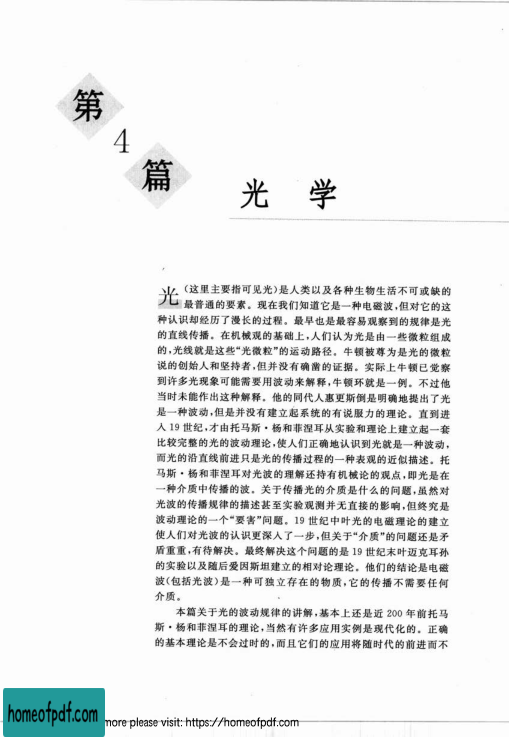 第
4
篇
光 学
光(这里主要指可见光)是人类以及各种生物生活不可或缺的
最普通的要素。现在我们知道它是一种电磁波,但对它的这
种认识却经历了漫长的过程。最早也是最容易观察到的规律是光
的直线传播。在机械观的基础上,人们认为光是由一些微粒组成
的,光线就是这些“光微粒”的运动路径。牛顿被尊为是光的微粒
说的创始人和坚持者,但并没有确凿的证据。实际上牛顿已觉察
到许多光现象可能需要用波动来解释,牛顿环就是一例。不过他
当时未能作出这种解释。他的同代人惠更斯倒是明确地提出了光
是一种波动,但是并没有建立起系统的有说服力的理论。直到进
入 19 世纪,才由托马斯·杨和菲涅耳从实验和理论上建立起一套
比较完整的光的波动理论,使人们正确地认识到光就是一种波动,
而光的沿直线前进只是光的传播过程的一种表观的近似描述。托
马斯·杨和菲涅耳对光波的理解还持有机械论的观点,即光是在
一种介质中传播的波。关于传播光的介质是什么的问题,虽然对
光波的传播规律的描述甚至实验观测并无直接的影响,但终究是
波动理论的一个“要害”问题。19 世纪中叶光的电磁理论的建立
使人们对光波的认识更深入了一步,但关于“介质”的问题还是矛
盾重重,有待解决。最终解决这个问题的是 19 世纪末叶迈克耳孙
的实验以及随后爱因斯坦建立的相对论理论。他们的结论是电磁
波(包括光波)是一种可独立存在的物质,它的传播不需要任何
介质。
本篇关于光的波动规律的讲解,基本上还是近 200 年前托马
斯·杨和菲涅耳的理论,当然有许多应用实例是现代化的。正确
的基本理论是不会过时的,而且它们的应用将随时代的前进而不
homeofpdf.com
more please visit: https://homeofpdf.com